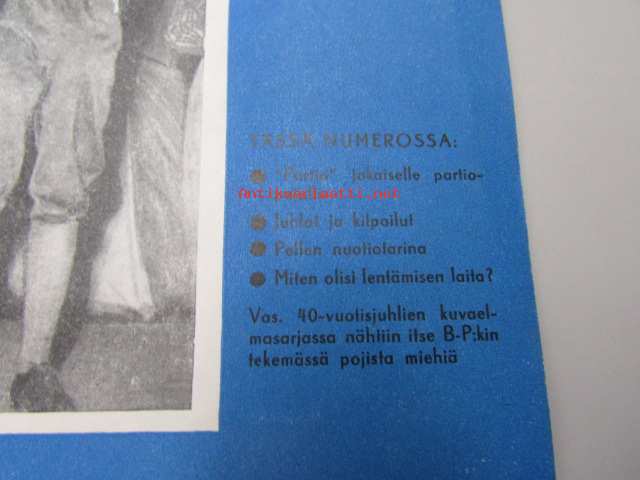 TÄSSÄ NUMEROSSA:
● "Partio" jokaiselle partio-
Antikvariaatti.net
● Juhlat ja kilpailut
● Pellen nuotiotarina
● Miten olisi lentämisen laita?
Vas. 40-vuotisjuhlien kuvael-
masarjassa nähtiin itse B-P:kin
tekemässä pojista miehiä